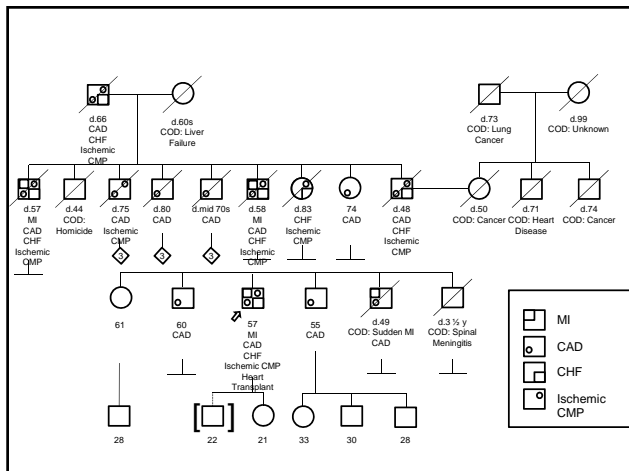 d.66
CAD
CHF
Ischemic
CMP
d.60s
COD: Liver
Failure
d.73
COD: Lung
Cancer
d.99
COD: Unknown
d.57
MI
CAD
CHF
Ischemic
CMP
d.44
COD:
Homicide
d.75
CAD
Ischemic
CMP
d.80
CAD
d.mid 70s
CAD
d.58
MI
CAD
CHF
Ischemic
CMP
d.83
CHF
Ischemic
CMP
74
CAD
d.48
CAD
CHF
Ischemic
CMP
d.50
COD: Cancer
d.71
COD: Heart
Disease
d.74
COD: Cancer
3
3
3
61
60
CAD
57
MI
CAD
CHF
Ischemic CMP
Heart
Transplant
55
CAD
d.49
COD: Sudden MI
CAD
d.3 ½ y
COD: Spinal
Meningitis
28
22
21
33
30
28
MI
CAD
CHF
Ischemic
CMP